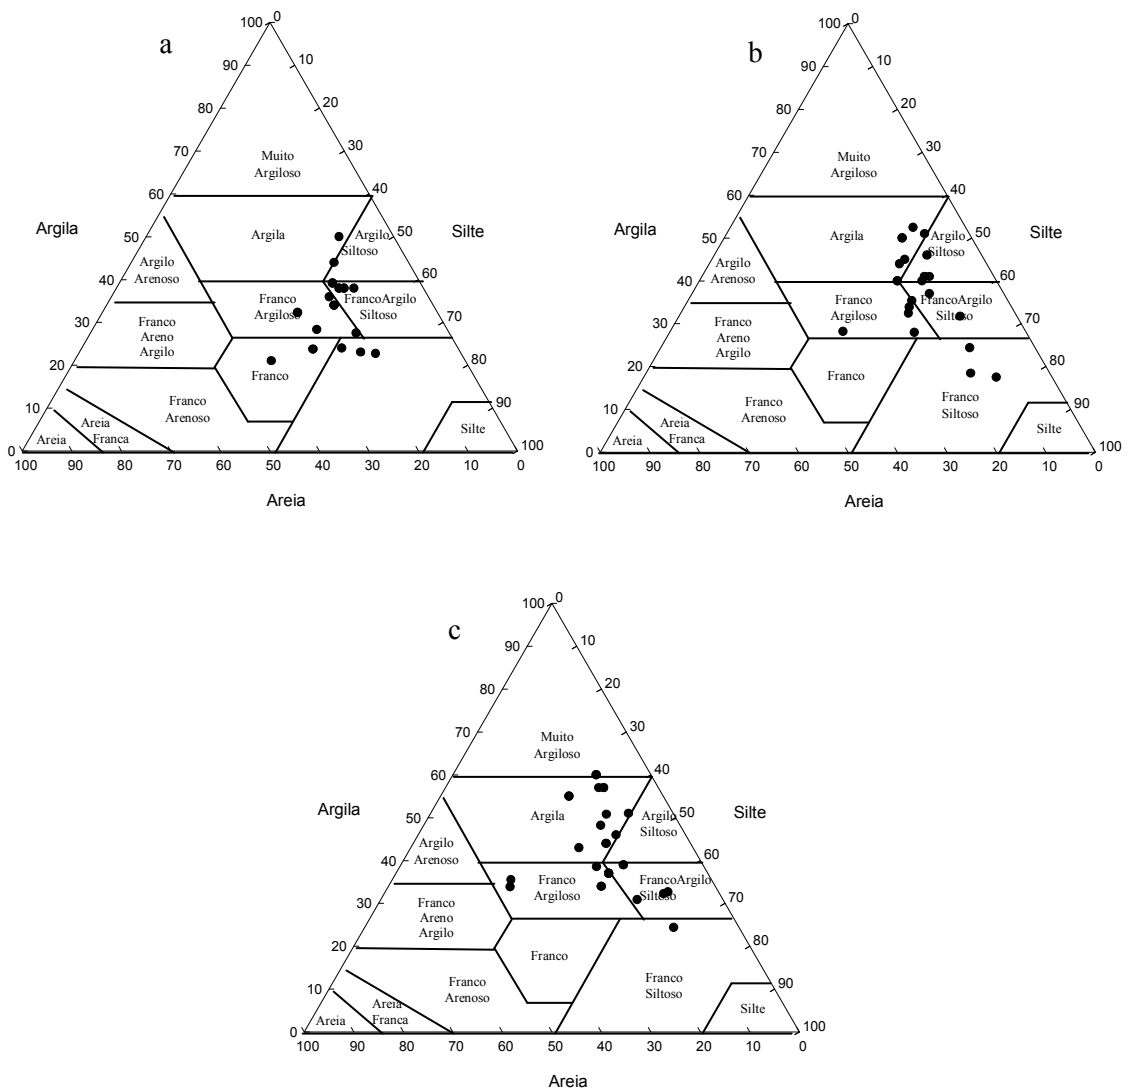 a
100
0
90
10
80
20
70
30
Muito
Argiloso
60
40
Argila
Silte
50
Argila
Argilo
Siltoso
50
Argilo
Arenoso
40
60
Franco
Argiloso
FrancoArgilo
Siltoso
30
Franco
Areno
Argilo
70
20
Franco
80
Franco
Arenoso
10
90
Areia
Franca
Areia
Silte
0
100
100
90
80
70
60
50
40
30
20
10
0
Areia
b
100
0
90
10
80
20
70
30
Muito
Argiloso
60
40
Argila
Silte
50
Argila
Argilo
Siltoso
50
Argilo
Arenoso
40
60
Franco
Argiloso
FrancoArgilo
Siltoso
30
Franco
Areno
Argilo
70
20
Franco
80
Franco
Arenoso
Franco
Siltoso
10
90
Areia
Franca
Areia
Silte
0
100
100
90
80
70
60
50
40
30
20
10
0
Areia
c
100
0
90
10
80
20
70
30
Muito
Argiloso
60
40
Argila
Silte
50
Argila
Argilo
Siltoso
50
Argilo
Arenoso
40
60
Franco
Argiloso
FrancoArgilo
Siltoso
30
Franco
Areno
Argilo
70
20
Franco
80
Franco
Arenoso
Franco
Siltoso
10
90
Areia
Franca
Areia
Silte
0
100
100
90
80
70
60
50
40
30
20
10
0
Areia